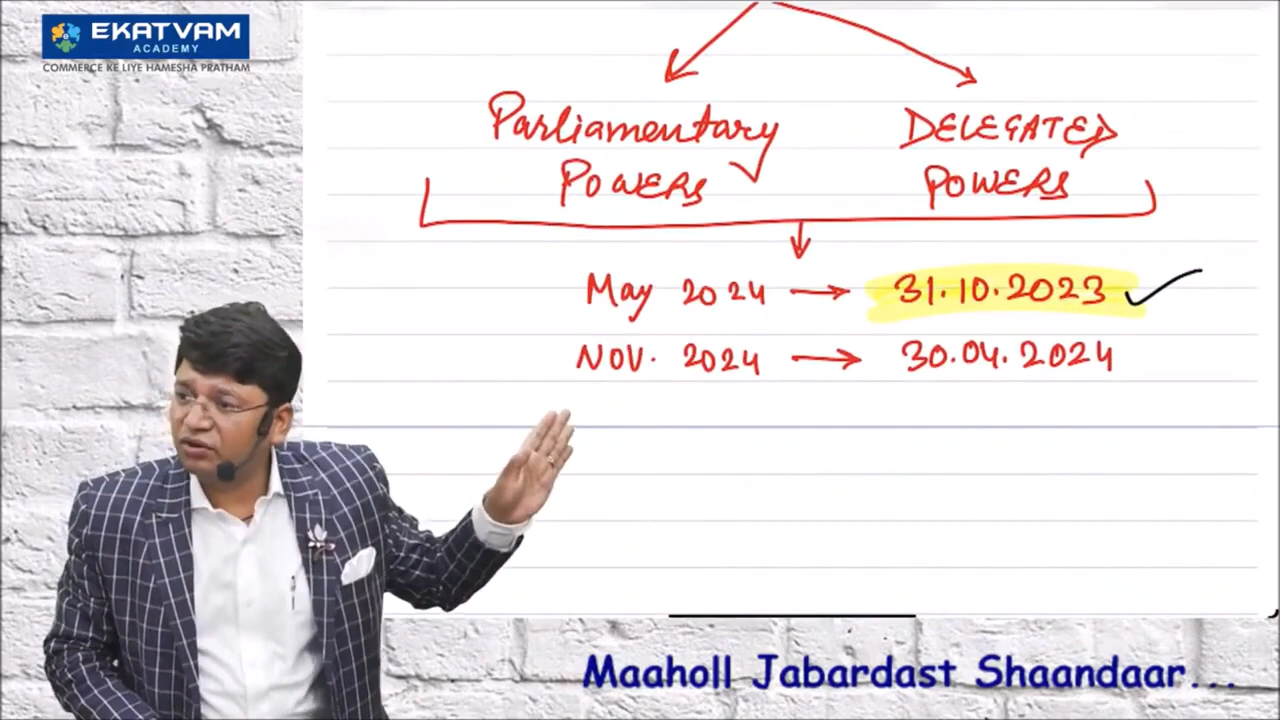 EKATVAM
ACADEMY
COMMERCE KE LIYE HAMESHA PRATHAM
Parliamentary
POWERS
DELEGATED
POWERS
May 2024 → 31.10.2023
NOV. 2024 → 30.04.2024
Maaholl Jabardast Shaandaar...